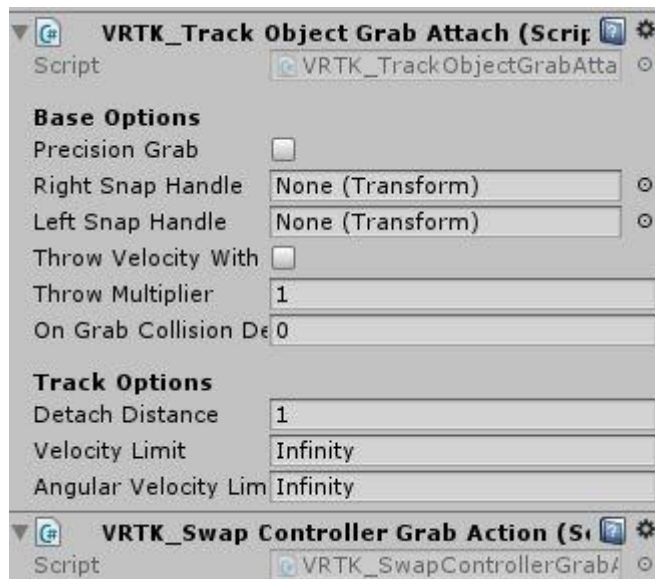 VRTK_Track Object Grab Attach (Scrip
Script VRTK_TrackObjectGrabAtta
Base Options
Precision Grab
Right Snap Handle None (Transform)
Left Snap Handle None (Transform)
Throw Velocity With
Throw Multiplier 1
On Grab Collision De 0
Track Options
Detach Distance 1
Velocity Limit Infinity
Angular Velocity Lim Infinity
VRTK_Swap Controller Grab Action (S
Script VRTK_SwapControllerGrabA